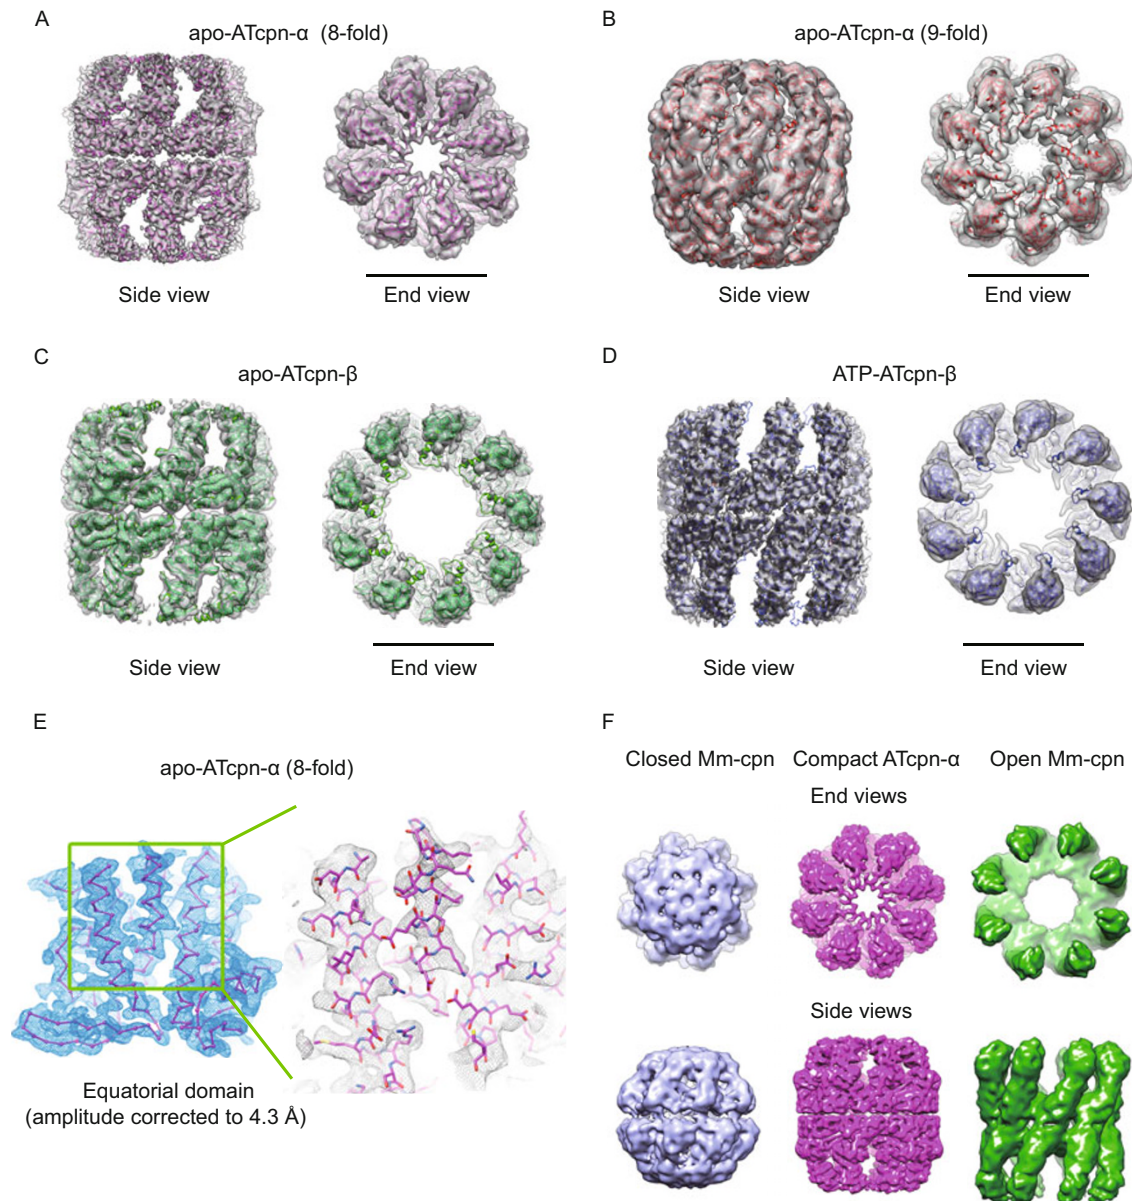 A
apo-ATcpn-α (8-fold)
Side view
End view
B
apo-ATcpn-α (9-fold)
Side view
End view
C
apo-ATcpn-β
Side view
End view
D
ATP-ATcpn-β
Side view
End view
E
apo-ATcpn-α (8-fold)
Equatorial domain
(amplitude corrected to 4.3 Å)
F
Closed Mm-cpn
Compact ATcpn-α
Open Mm-cpn
End views
Side views